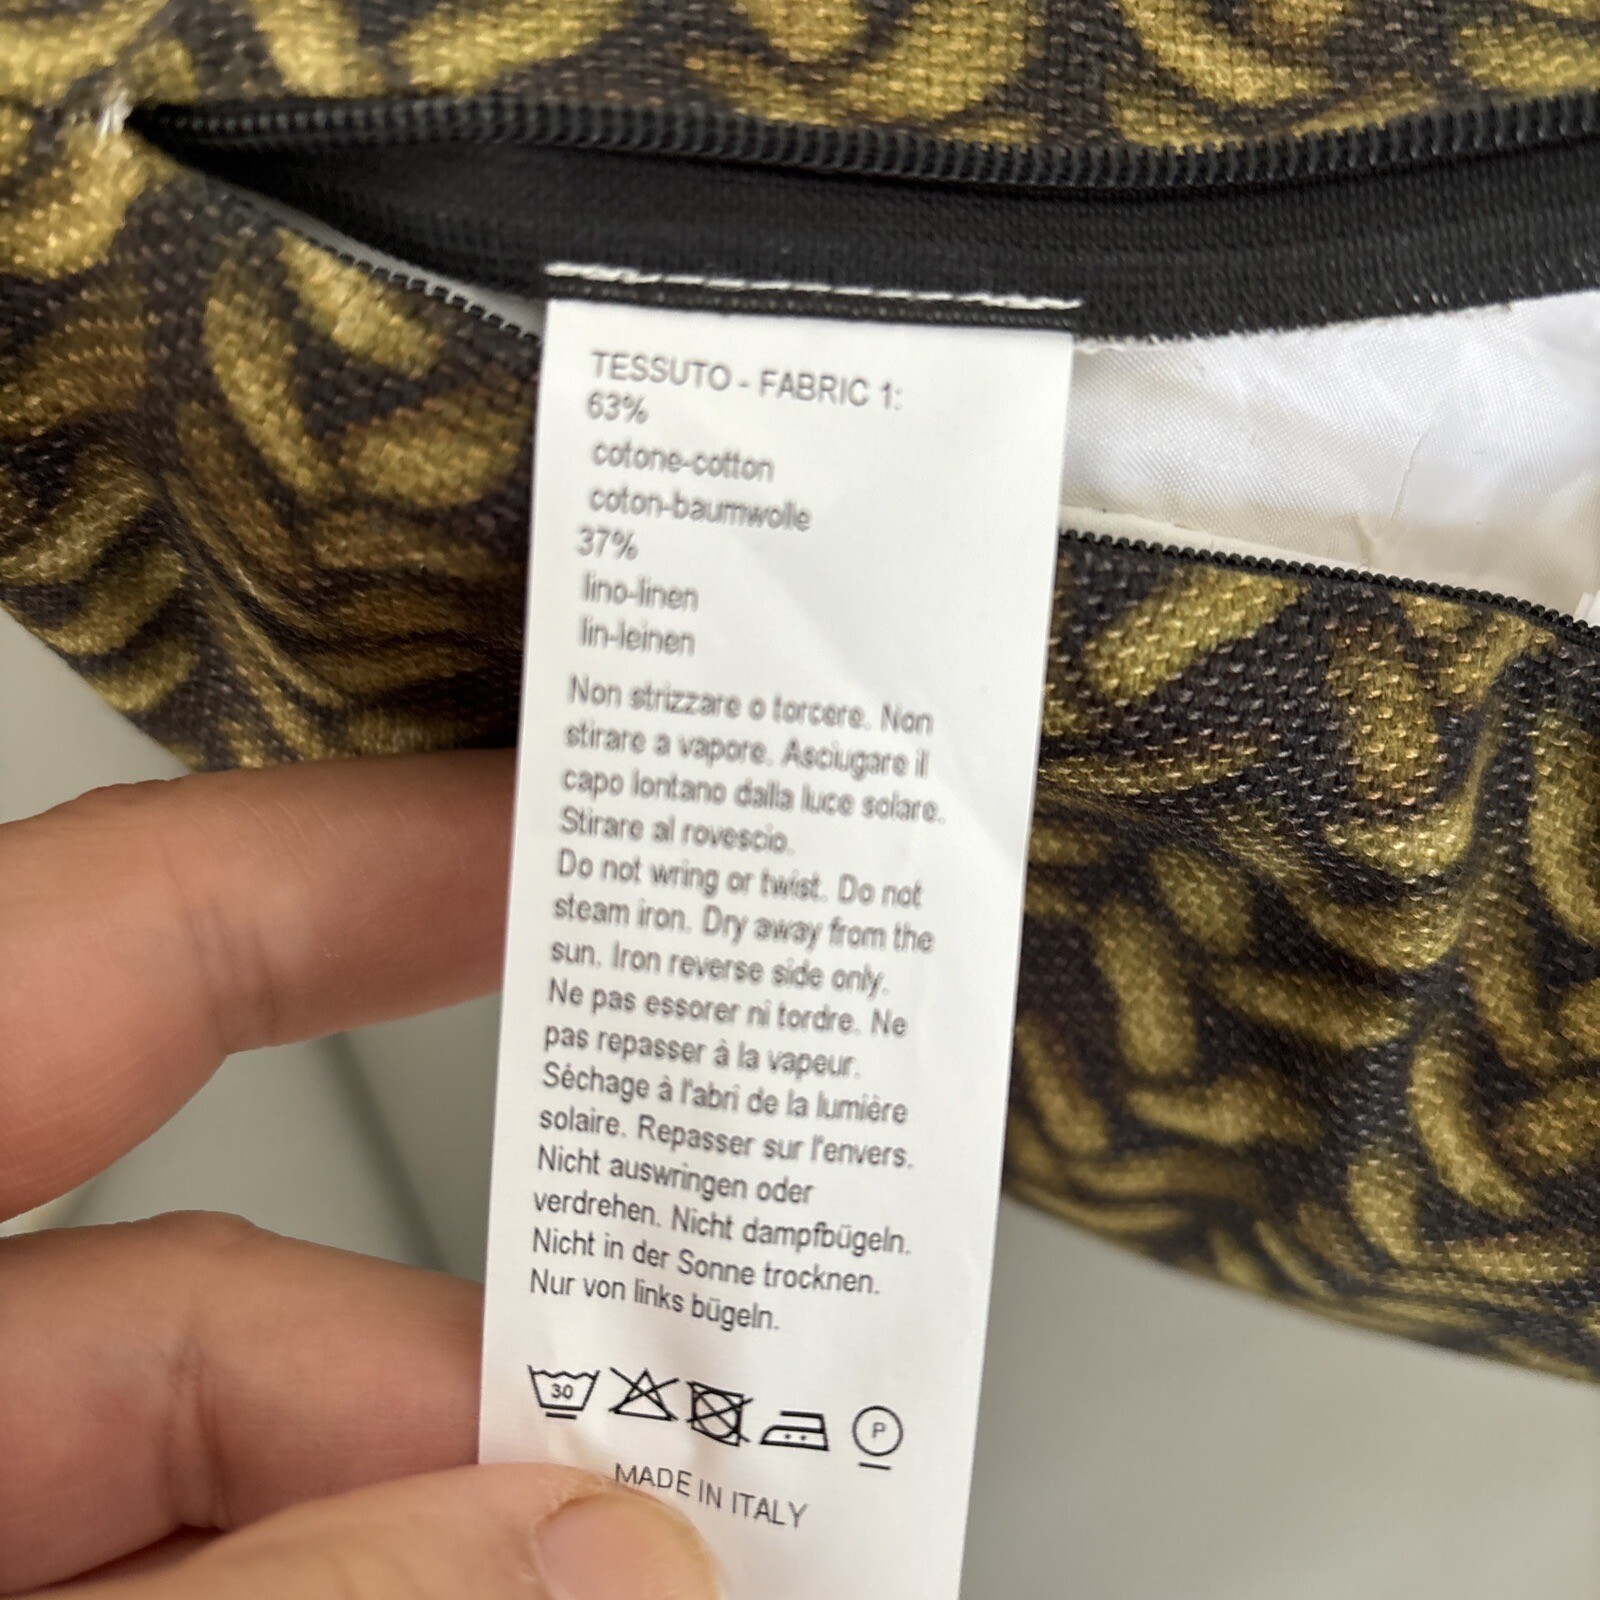 TESSUTO - FABRIC 1:
63%
cotone-cotton
coton-baumwolle
37%
lino-linen
lin-leinen
Non strizzare o torcere. Non
stirare a vapore. Asciugare il
capo lontano dalla luce solare.
Stirare al rovescio.
Do not wring or twist. Do not
steam iron. Dry away from the
sun. Iron reverse side only.
Ne pas essorer ni tordre. Ne
pas repasser à la vapeur.
Séchage à l'abri de la lumière
solaire. Repasser sur l'envers.
Nicht auswringen oder
verdrehen. Nicht dampfbügeln.
Nicht in der Sonne trocknen.
Nur von links bügeln.
30 P
MADE IN ITALY